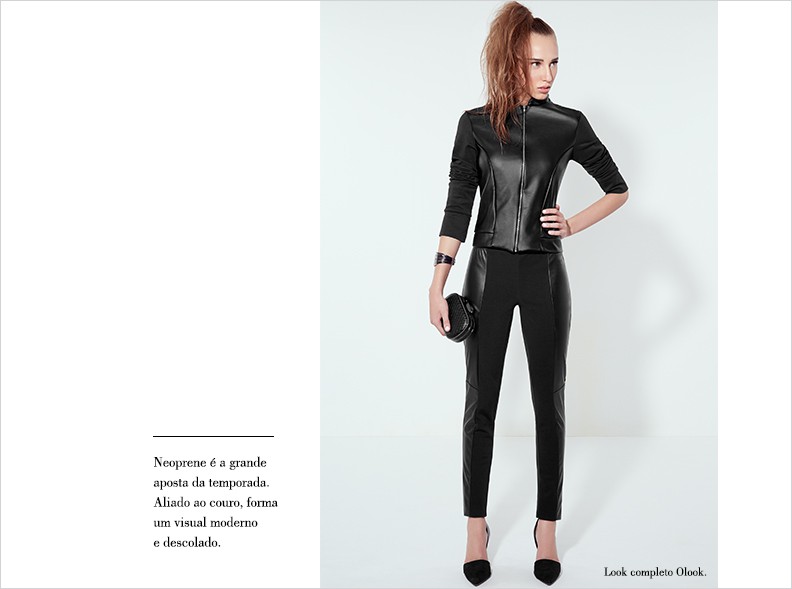 Neoprene é a grande
aposta da temporada.
Aliado ao couro, forma
um visual moderno
e descolado.
Look completo Olook.